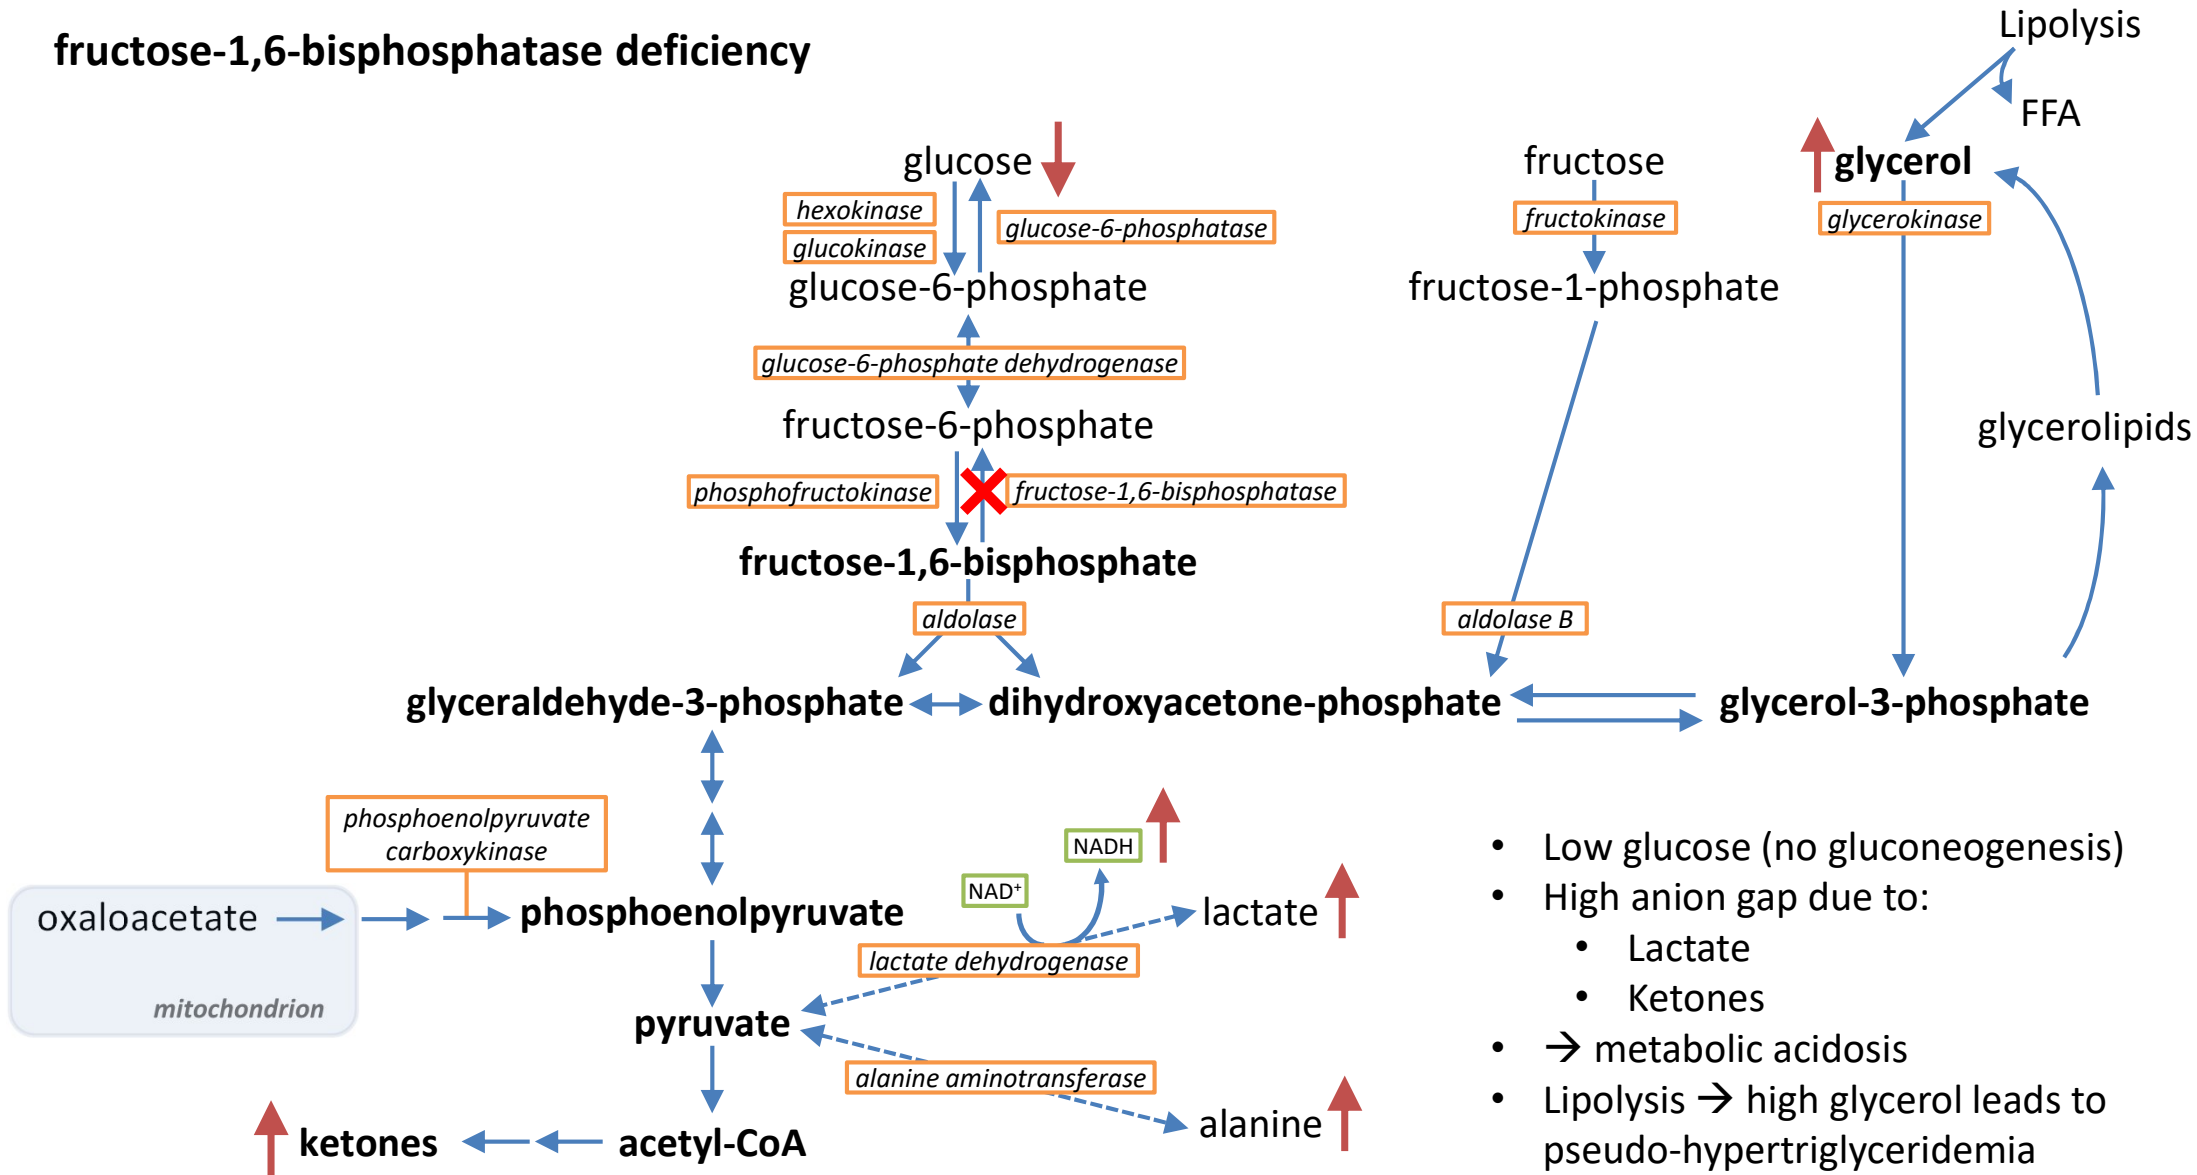 fructose-1,6-bisphosphatase deficiency
Lipolysis
FFA
glucose
fructose
glycerol
hexokinase
glucokinase
glucose-6-phosphatase
fructokinase
glycerokinase
glucose-6-phosphate
fructose-1-phosphate
glucose-6-phosphate dehydrogenase
fructose-6-phosphate
glycerolipids
phosphofructokinase
fructose-1,6-bisphosphatase
fructose-1,6-bisphosphate
aldolase
aldolase B
glyceraldehyde-3-phosphate
dihydroxyacetone-phosphate
glycerol-3-phosphate
phosphoenolpyruvate
carboxykinase
NADH
NAD⁺
oxaloacetate
phosphoenolpyruvate
lactate
lactate dehydrogenase
mitochondrion
pyruvate
alanine aminotransferase
alanine
ketones
acetyl-CoA
• Low glucose (no gluconeogenesis)
• High anion gap due to:
• Lactate
• Ketones
• → metabolic acidosis
• Lipolysis → high glycerol leads to
pseudo-hypertriglyceridemia